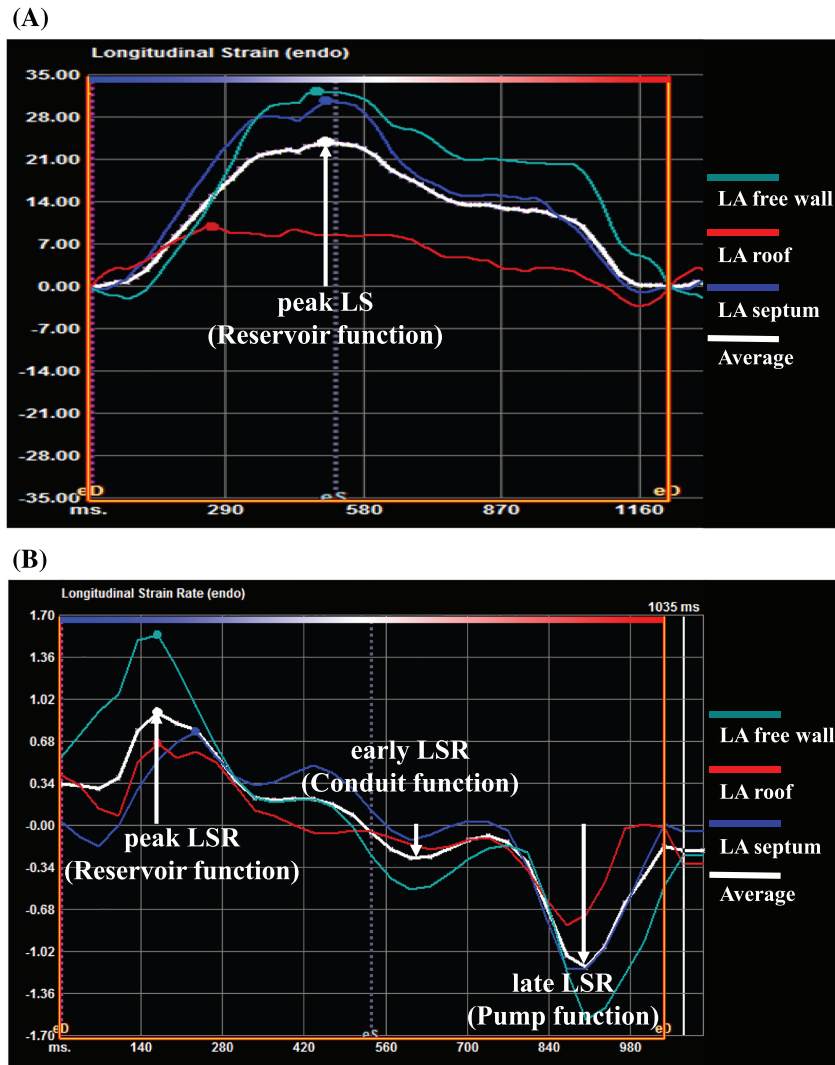 (A)
Longitudinal Strain (endo)
35.00
28.00
21.00
14.00
7.00
0.00
-7.00
-14.00
-21.00
-28.00
-35.00
peak LS
(Reservoir function)
eD
eS
eD
ms.
290
580
870
1160
LA free wall
LA roof
LA septum
Average
(B)
Longitudinal Strain Rate (endo)
1035 ms
1.70
1.36
1.02
0.68
0.34
-0.00
-0.34
-0.68
-1.02
-1.36
-1.70
peak LSR
(Reservoir function)
early LSR
(Conduit function)
late LSR
(Pump function)
eD
eS
eD
ms.
140
280
420
560
700
840
980
LA free wall
LA roof
LA septum
Average